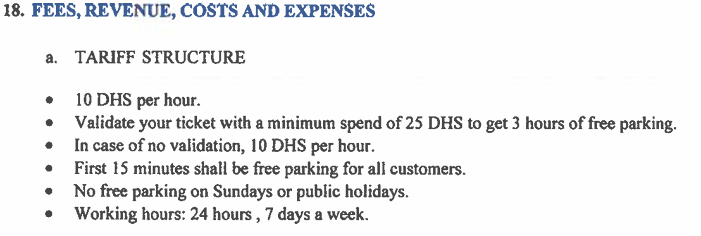 18. FEES, REVENUE, COSTS AND EXPENSES
a. TARIFF STRUCTURE
• 10 DHS per hour.
• Validate your ticket with a minimum spend of 25 DHS to get 3 hours of free parking.
• In case of no validation, 10 DHS per hour.
• First 15 minutes shall be free parking for all customers.
• No free parking on Sundays or public holidays.
• Working hours: 24 hours , 7 days a week.